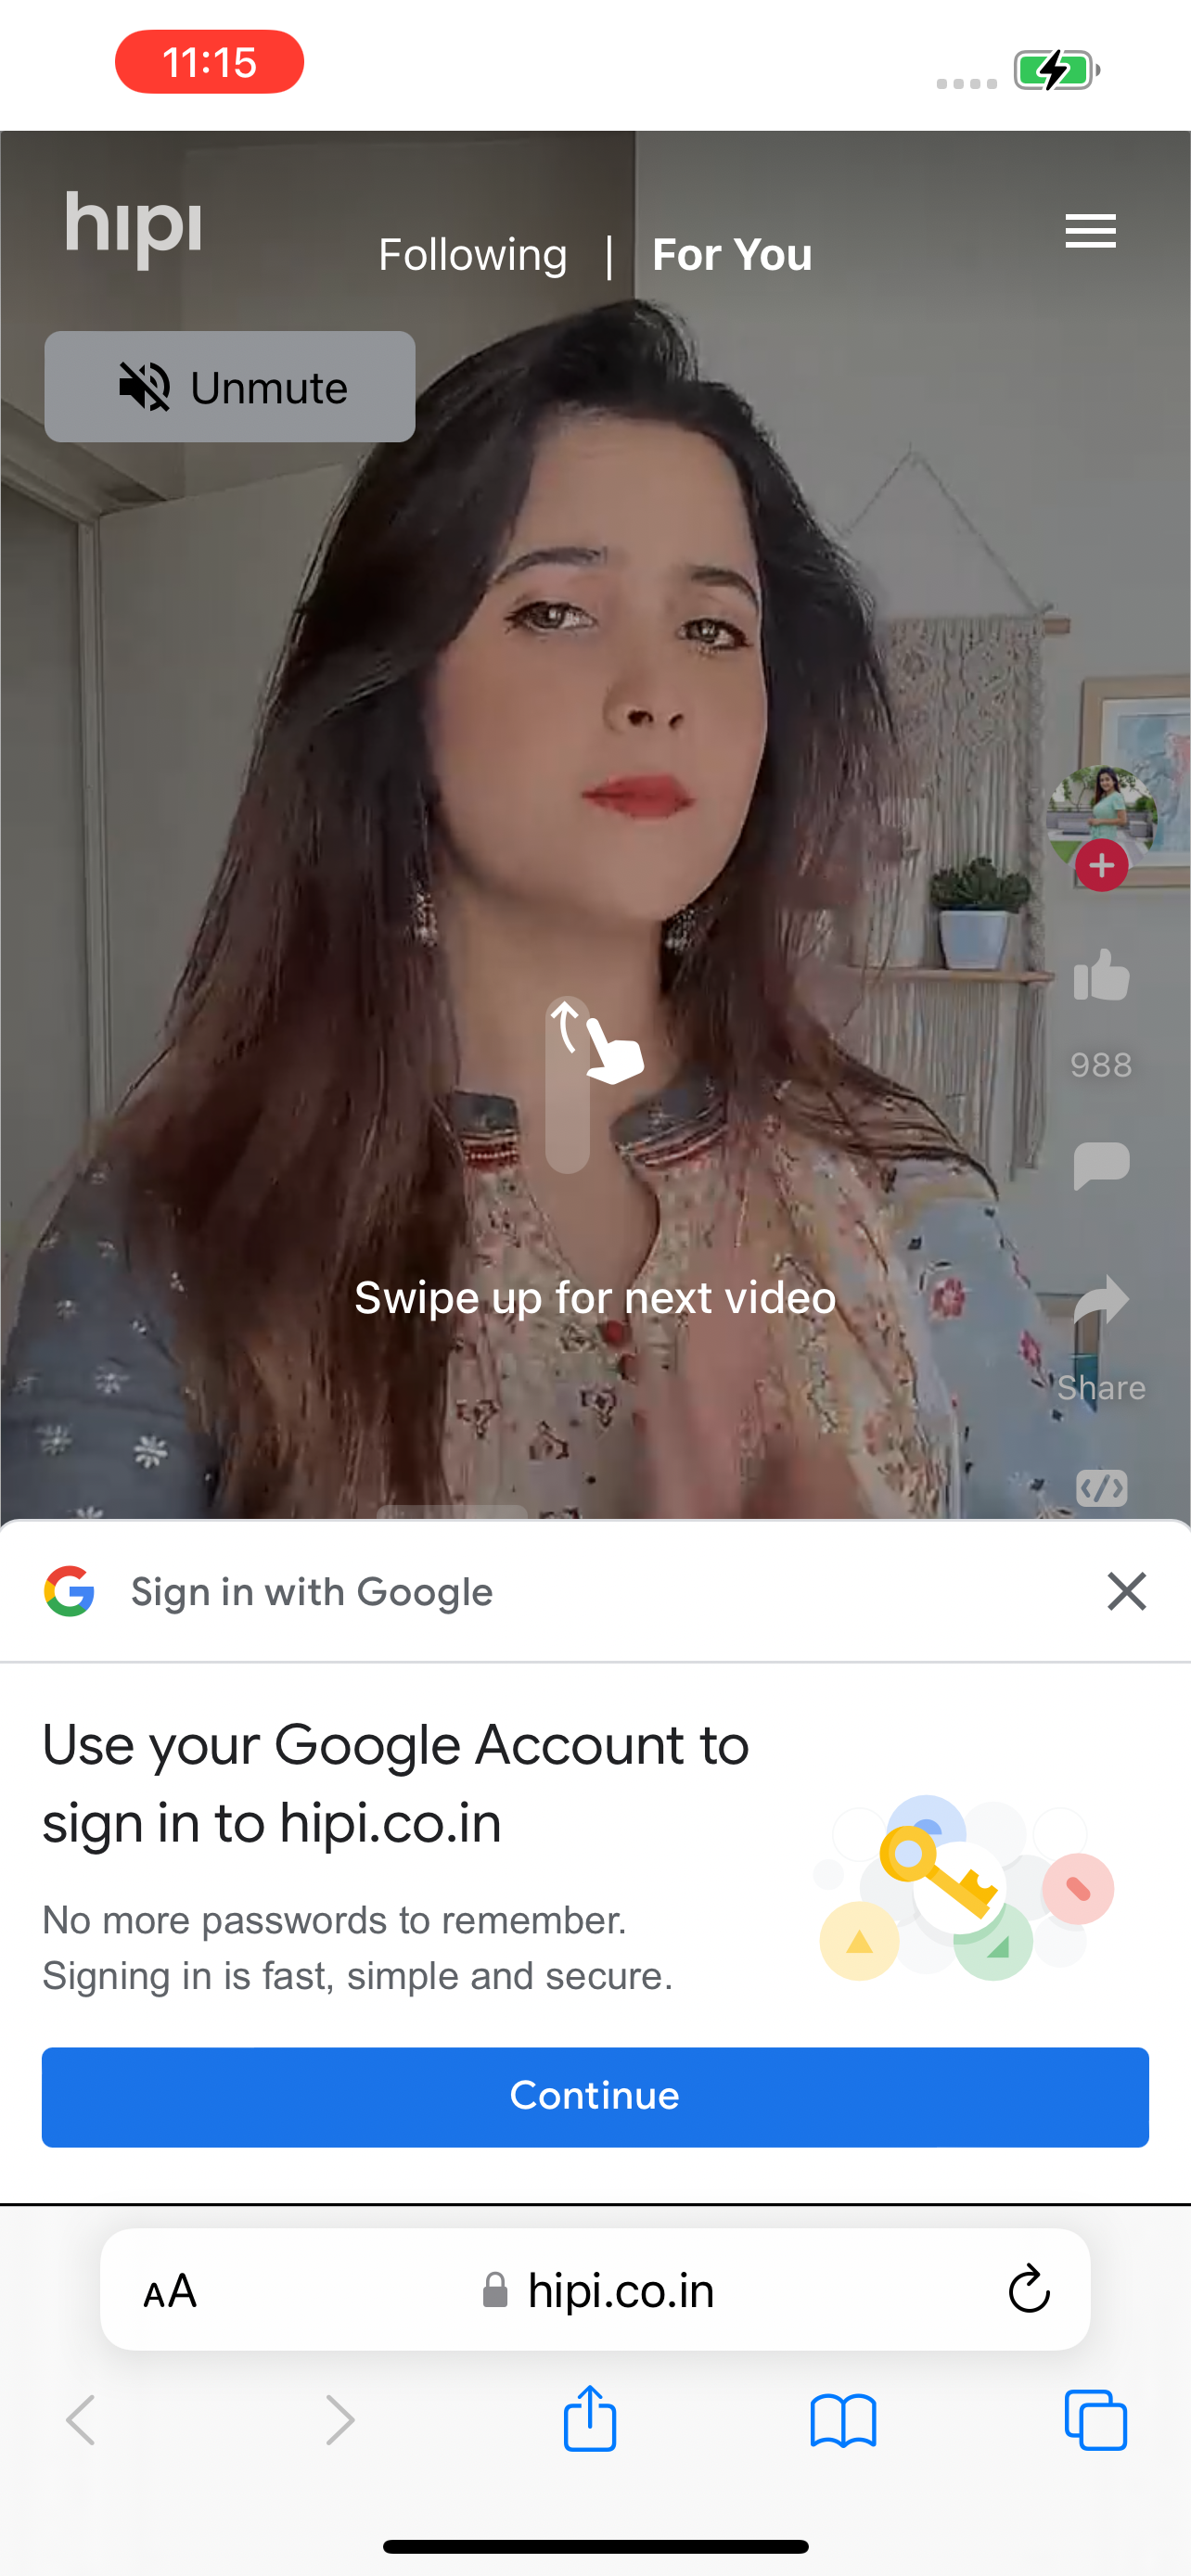 11:15
hipi
Following | For You
Unmute
988
Swipe up for next video
Share
Sign in with Google
Use your Google Account to
sign in to hipi.co.in
No more passwords to remember.
Signing in is fast, simple and secure.
Continue
AA hipi.co.in